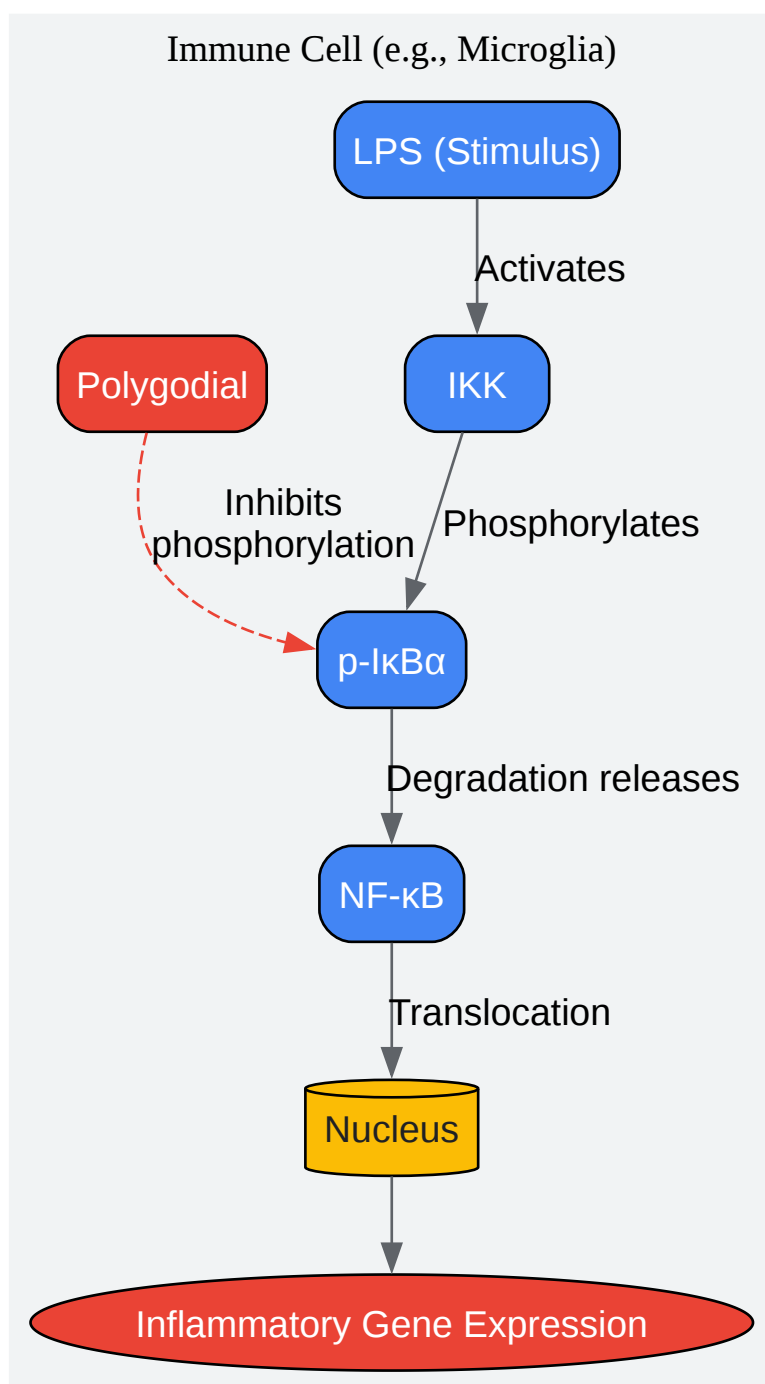 Immune Cell (e.g., Microglia)
LPS (Stimulus)
Activates
Polygodial
IKK
Inhibits
phosphorylation
Phosphorylates
p-IκBα
Degradation releases
NF-κB
Translocation
Nucleus
Inflammatory Gene Expression